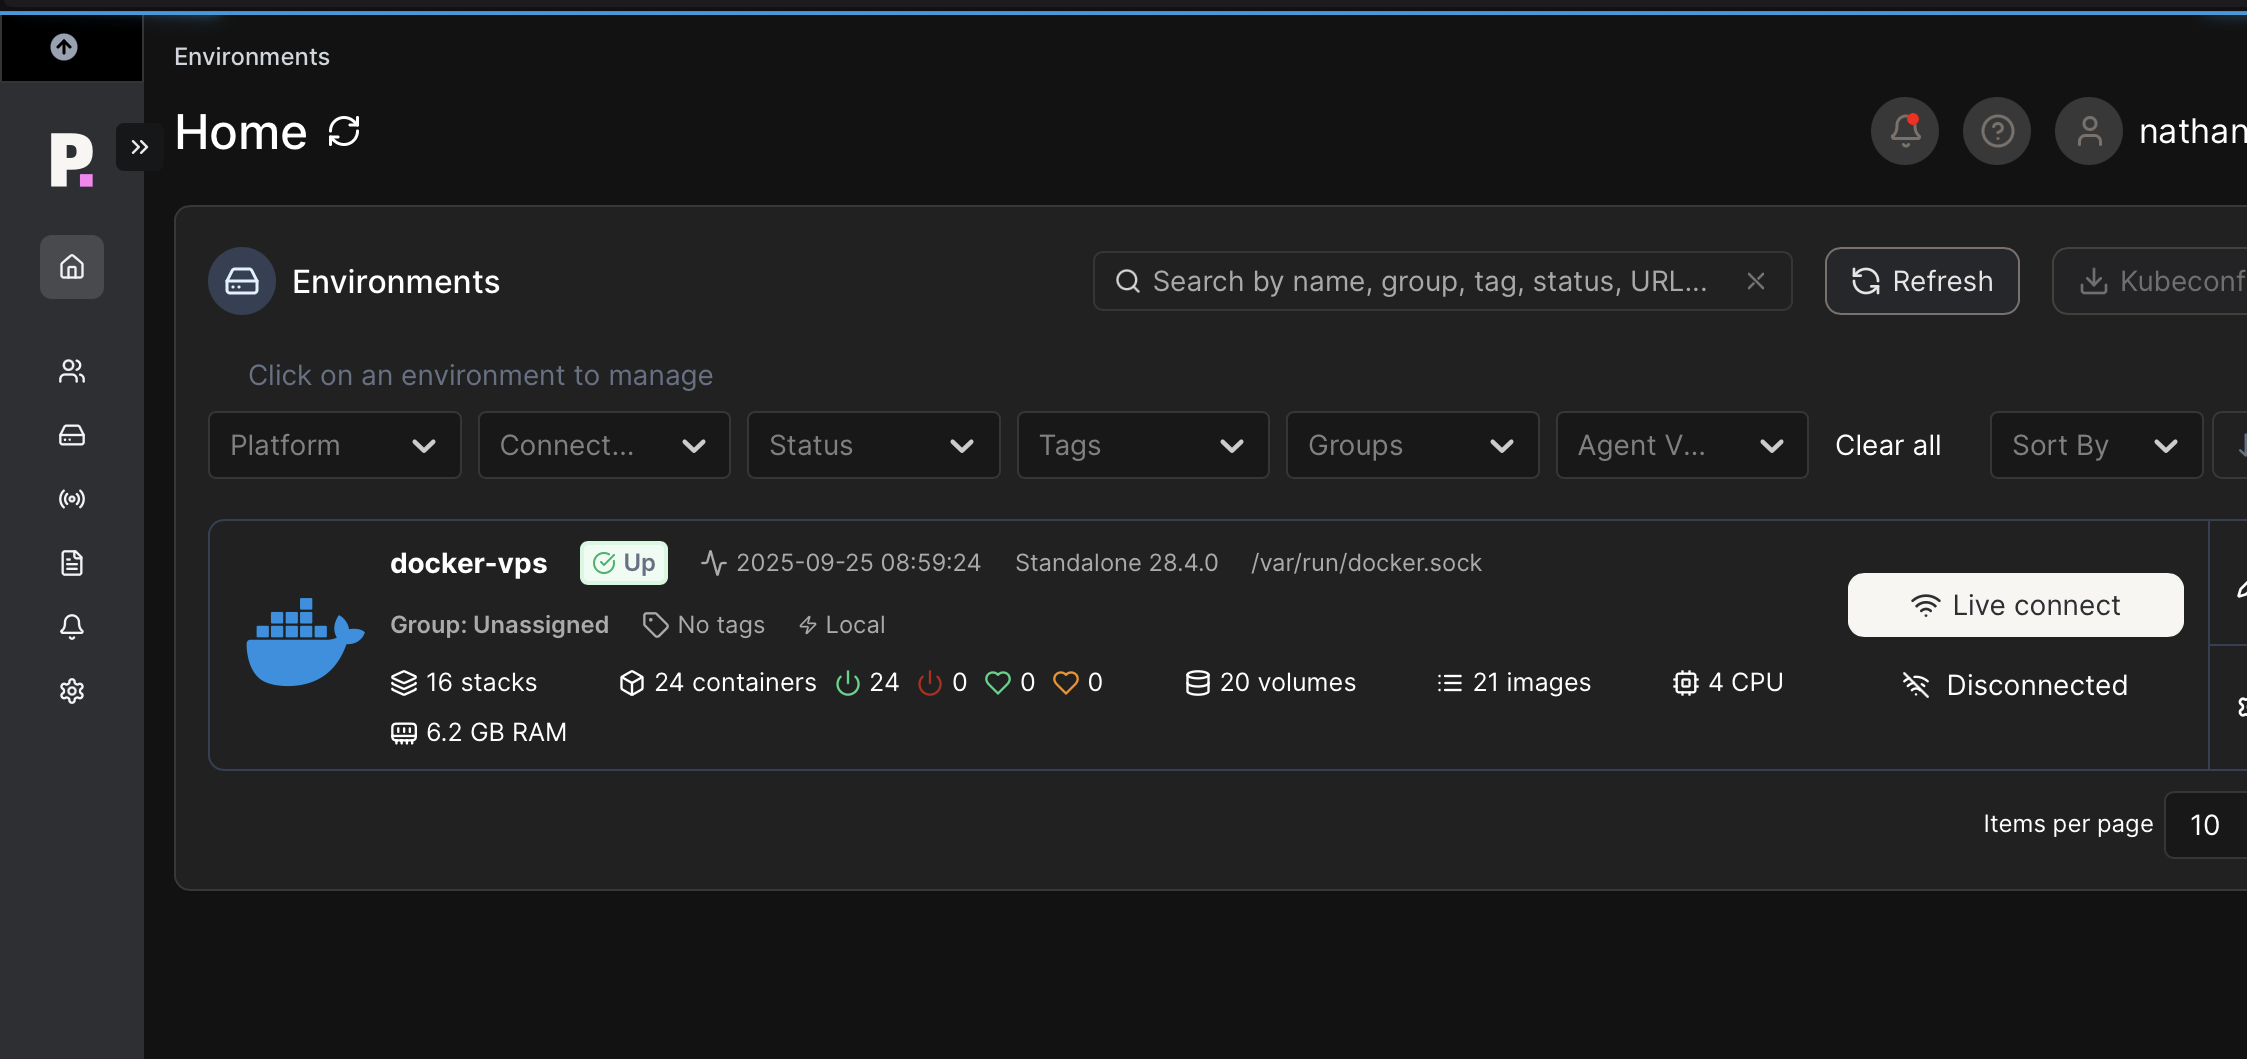 Environments
Home
nathan
P.
Environments
Search by name, group, tag, status, URL...
Refresh
Kubeconf
Click on an environment to manage
Platform
Connect...
Status
Tags
Groups
Agent V...
Clear all
Sort By
docker-vps
Up
2025-09-25 08:59:24
Standalone 28.4.0
/var/run/docker.sock
Group: Unassigned
No tags
Local
Live connect
16 stacks
24 containers
24
0
0
0
20 volumes
21 images
4 CPU
Disconnected
6.2 GB RAM
Items per page
10